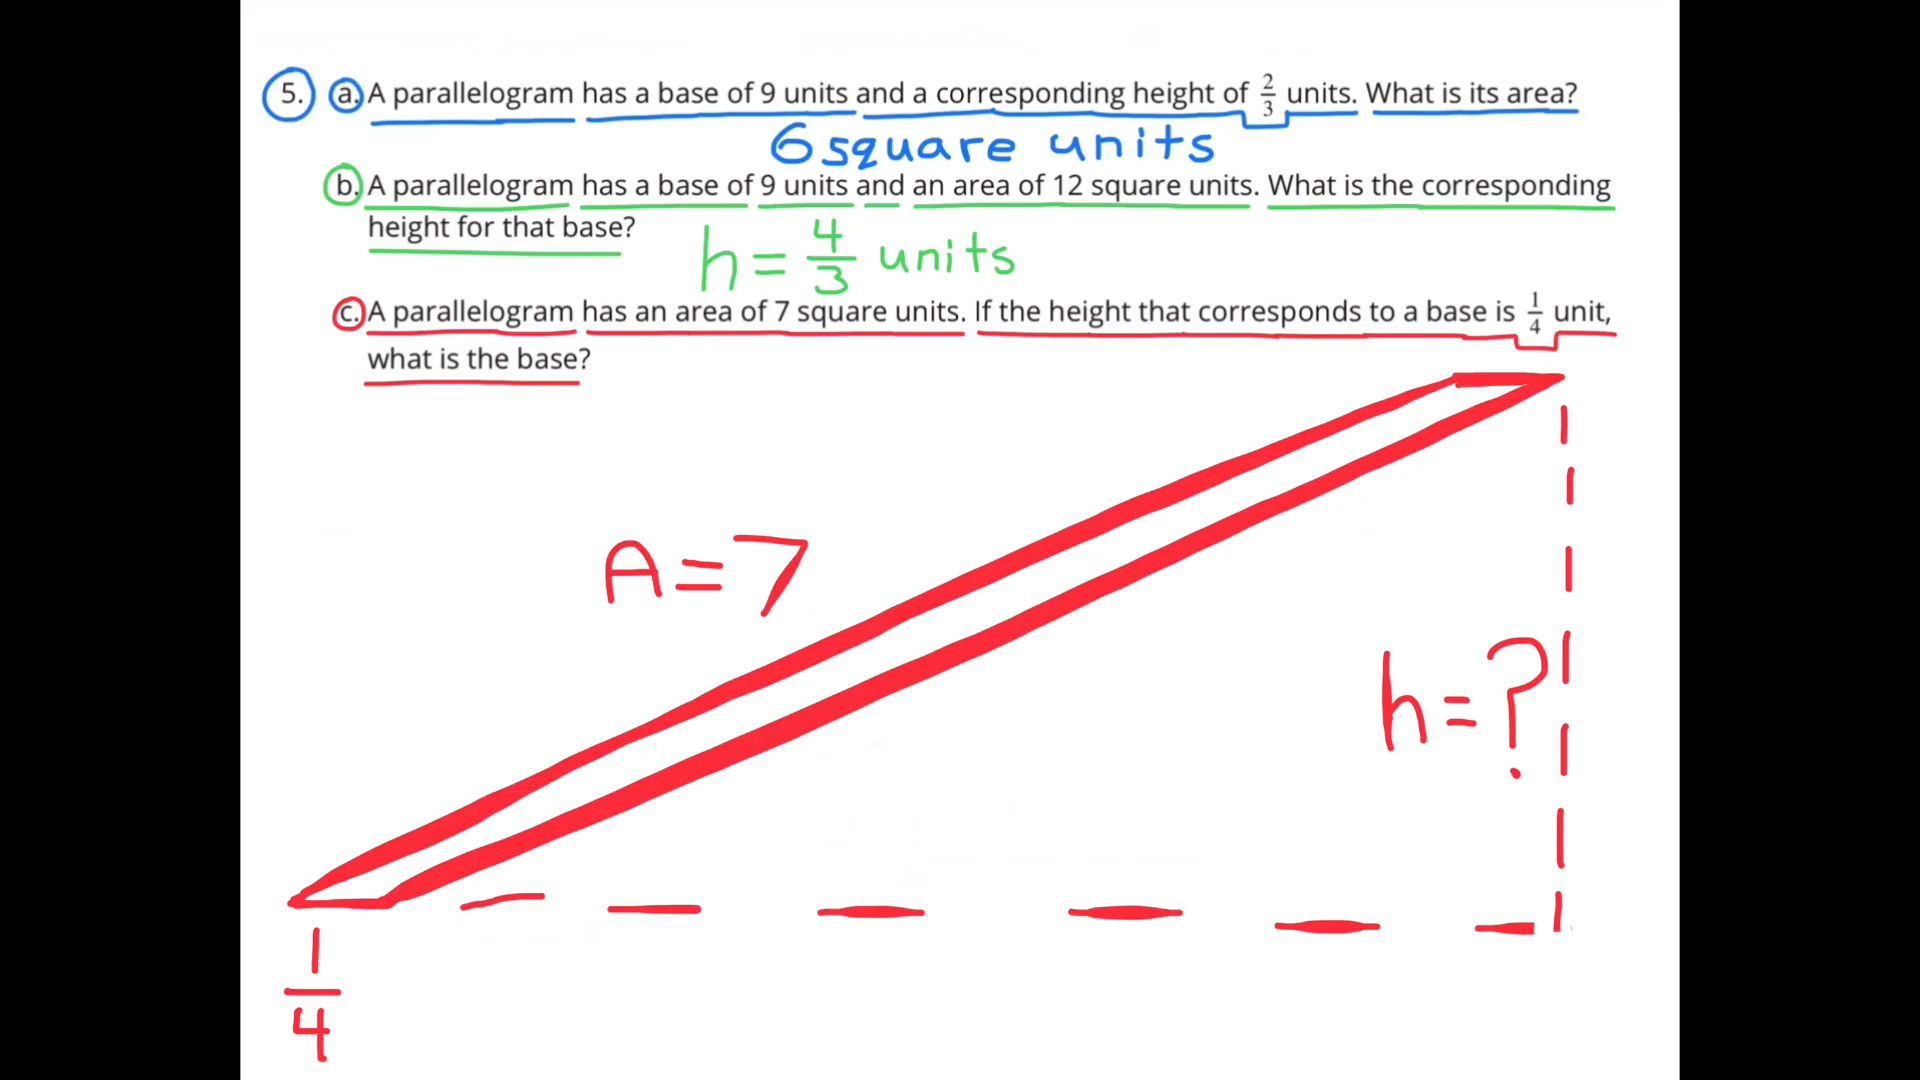 5. a. A parallelogram has a base of 9 units and a corresponding height of 2/3 units. What is its area?
6 square units
b. A parallelogram has a base of 9 units and an area of 12 square units. What is the corresponding
height for that base?
h = 4/3 units
c. A parallelogram has an area of 7 square units. If the height that corresponds to a base is 1/4 unit,
what is the base?
A = 7
h = ?
1/4